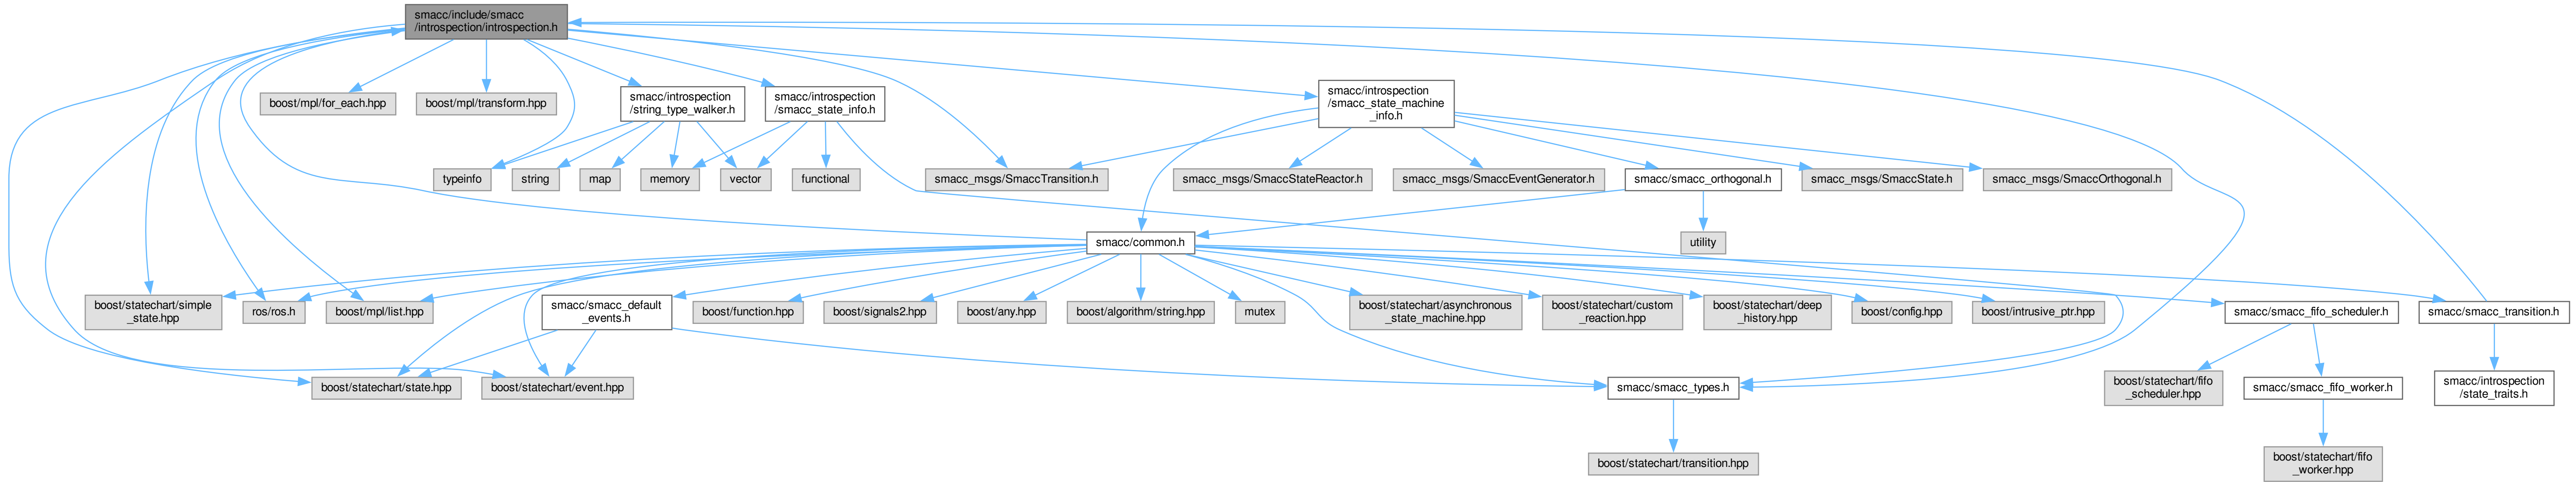 smacc/include/smacc
/introspection/introspection.h
boost/mpl/for_each.hpp
boost/mpl/transform.hpp
smacc/introspection
/string_type_walker.h
smacc/introspection
/smacc_state_info.h
smacc/introspection
/smacc_state_machine
_info.h
typeinfo
string
map
memory
vector
functional
smacc_msgs/SmaccTransition.h
smacc_msgs/SmaccStateReactor.h
smacc_msgs/SmaccEventGenerator.h
smacc/smacc_orthogonal.h
smacc_msgs/SmaccState.h
smacc_msgs/SmaccOrthogonal.h
smacc/common.h
utility
boost/statechart/simple
_state.hpp
ros/ros.h
boost/mpl/list.hpp
smacc/smacc_default
_events.h
boost/function.hpp
boost/signals2.hpp
boost/any.hpp
boost/algorithm/string.hpp
mutex
boost/statechart/asynchronous
_state_machine.hpp
boost/statechart/custom
_reaction.hpp
boost/statechart/deep
_history.hpp
boost/config.hpp
boost/intrusive_ptr.hpp
smacc/smacc_fifo_scheduler.h
smacc/smacc_transition.h
boost/statechart/state.hpp
boost/statechart/event.hpp
smacc/smacc_types.h
boost/statechart/fifo
_scheduler.hpp
smacc/smacc_fifo_worker.h
smacc/introspection
/state_traits.h
boost/statechart/transition.hpp
boost/statechart/fifo
_worker.hpp